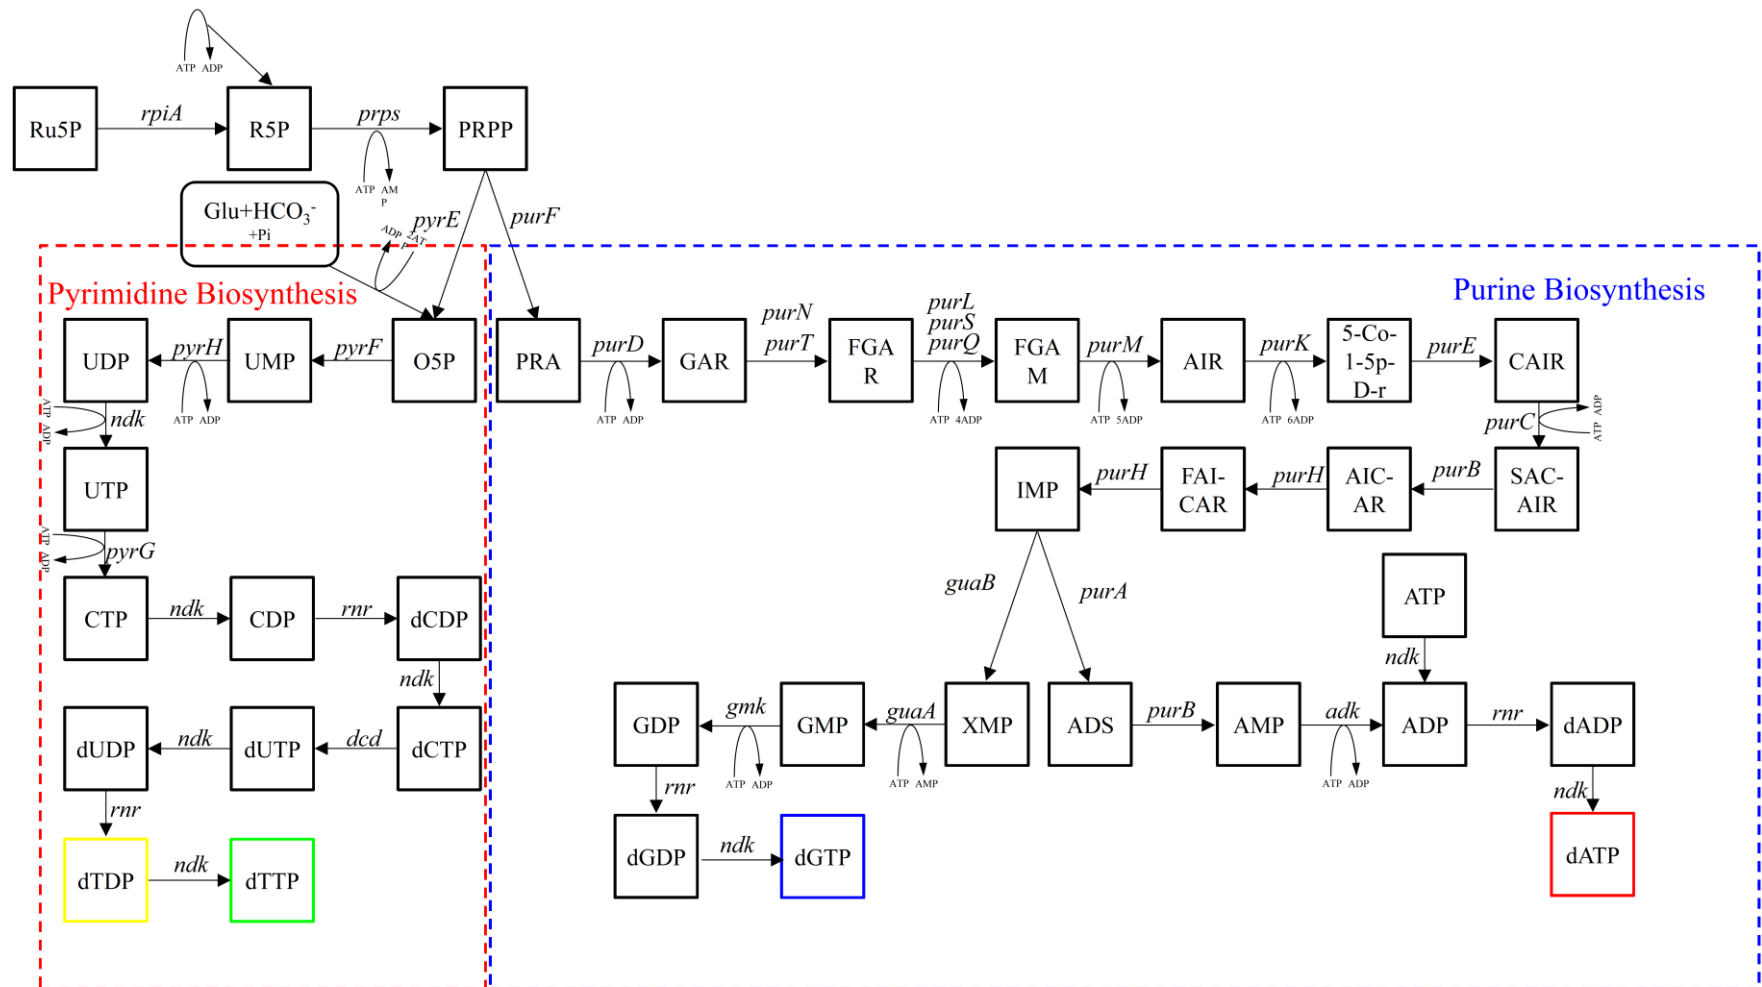 ATP ADP
rpiA
prps
Ru5P
R5P
PRPP
ATP AM
P
Glu+HCO3-
+Pi
pyrE
purF
ADP 2AT
P
Pyrimidine Biosynthesis
Purine Biosynthesis
UDP
pyrH
UMP
pyrF
O5P
ATP ADP
PRA
purD
GAR
purN
purT
FGA
R
purL
purS
purQ
FGA
M
purM
AIR
purK
5-Co-
1-5p-
D-r
purE
CAIR
ATP ADP
ATP 4ADP
ATP 5ADP
ATP 6ADP
ATP ADP
ndk
purC
ATP ADP
UTP
IMP
purH
FAI-
CAR
purH
AIC-
AR
purB
SAC-
AIR
ATP ADP
pyrG
CTP
ndk
CDP
rnr
dCDP
guaB
purA
ATP
ndk
ndk
dUDP
ndk
dUTP
dcd
dCTP
GDP
gmk
GMP
guaA
XMP
ADS
purB
AMP
adk
ADP
rnr
dADP
ATP ADP
ATP AMP
ATP ADP
rnr
rnr
ndk
dTDP
ndk
dTTP
dGDP
ndk
dGTP
dATP